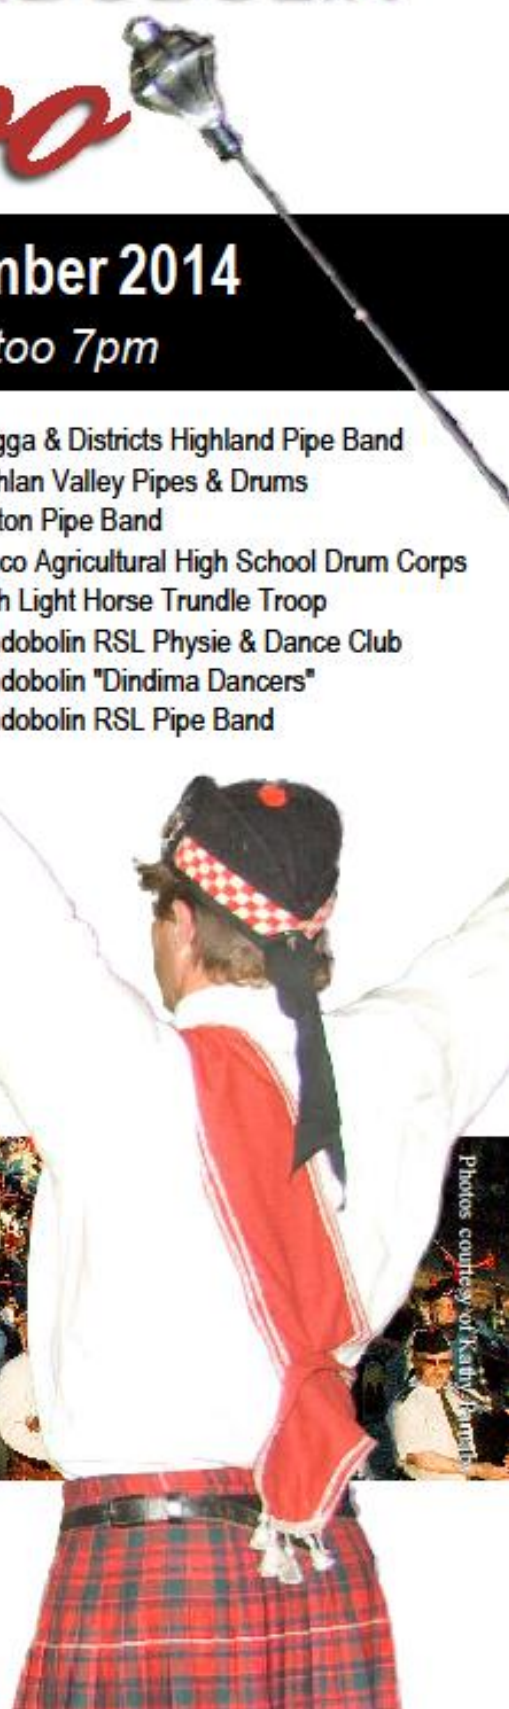 oo
mber 2014
too 7pm
gga & Districts Highland Pipe Band
hlan Valley Pipes & Drums
ton Pipe Band
co Agricultural High School Drum Corps
h Light Horse Trundle Troop
dobolin RSL Physie & Dance Club
dobolin "Dindima Dancers"
dobolin RSL Pipe Band
Photos courtesy of Kathy